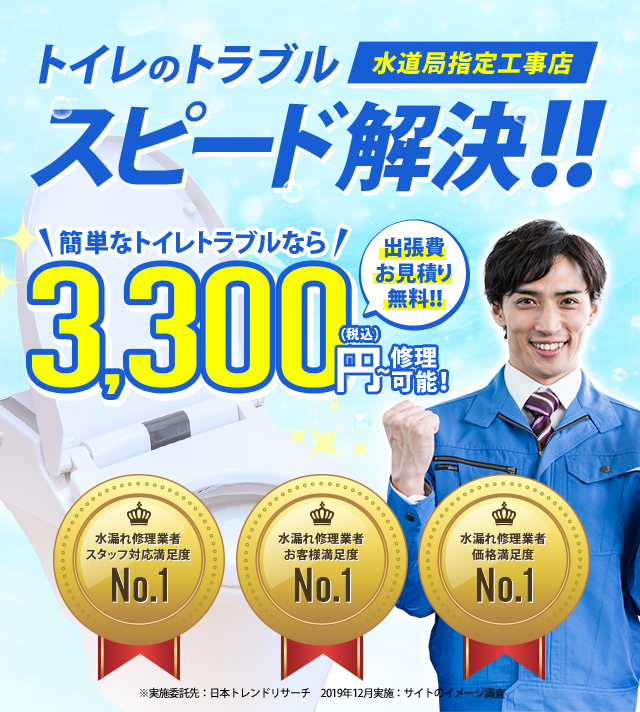 トイレのトラブル
水道局指定工事店
スピード解決!!
簡単なトイレトラブルなら
出張費
お見積り
無料!!
3,300
(税込)
円~
修理
可能!
水漏れ修理業者
スタッフ対応満足度
No.1
水漏れ修理業者
お客様満足度
No.1
水漏れ修理業者
価格満足度
No.1
※実施委託先：日本トレンドリサーチ　2019年12月実施：サイトのイメージ調査